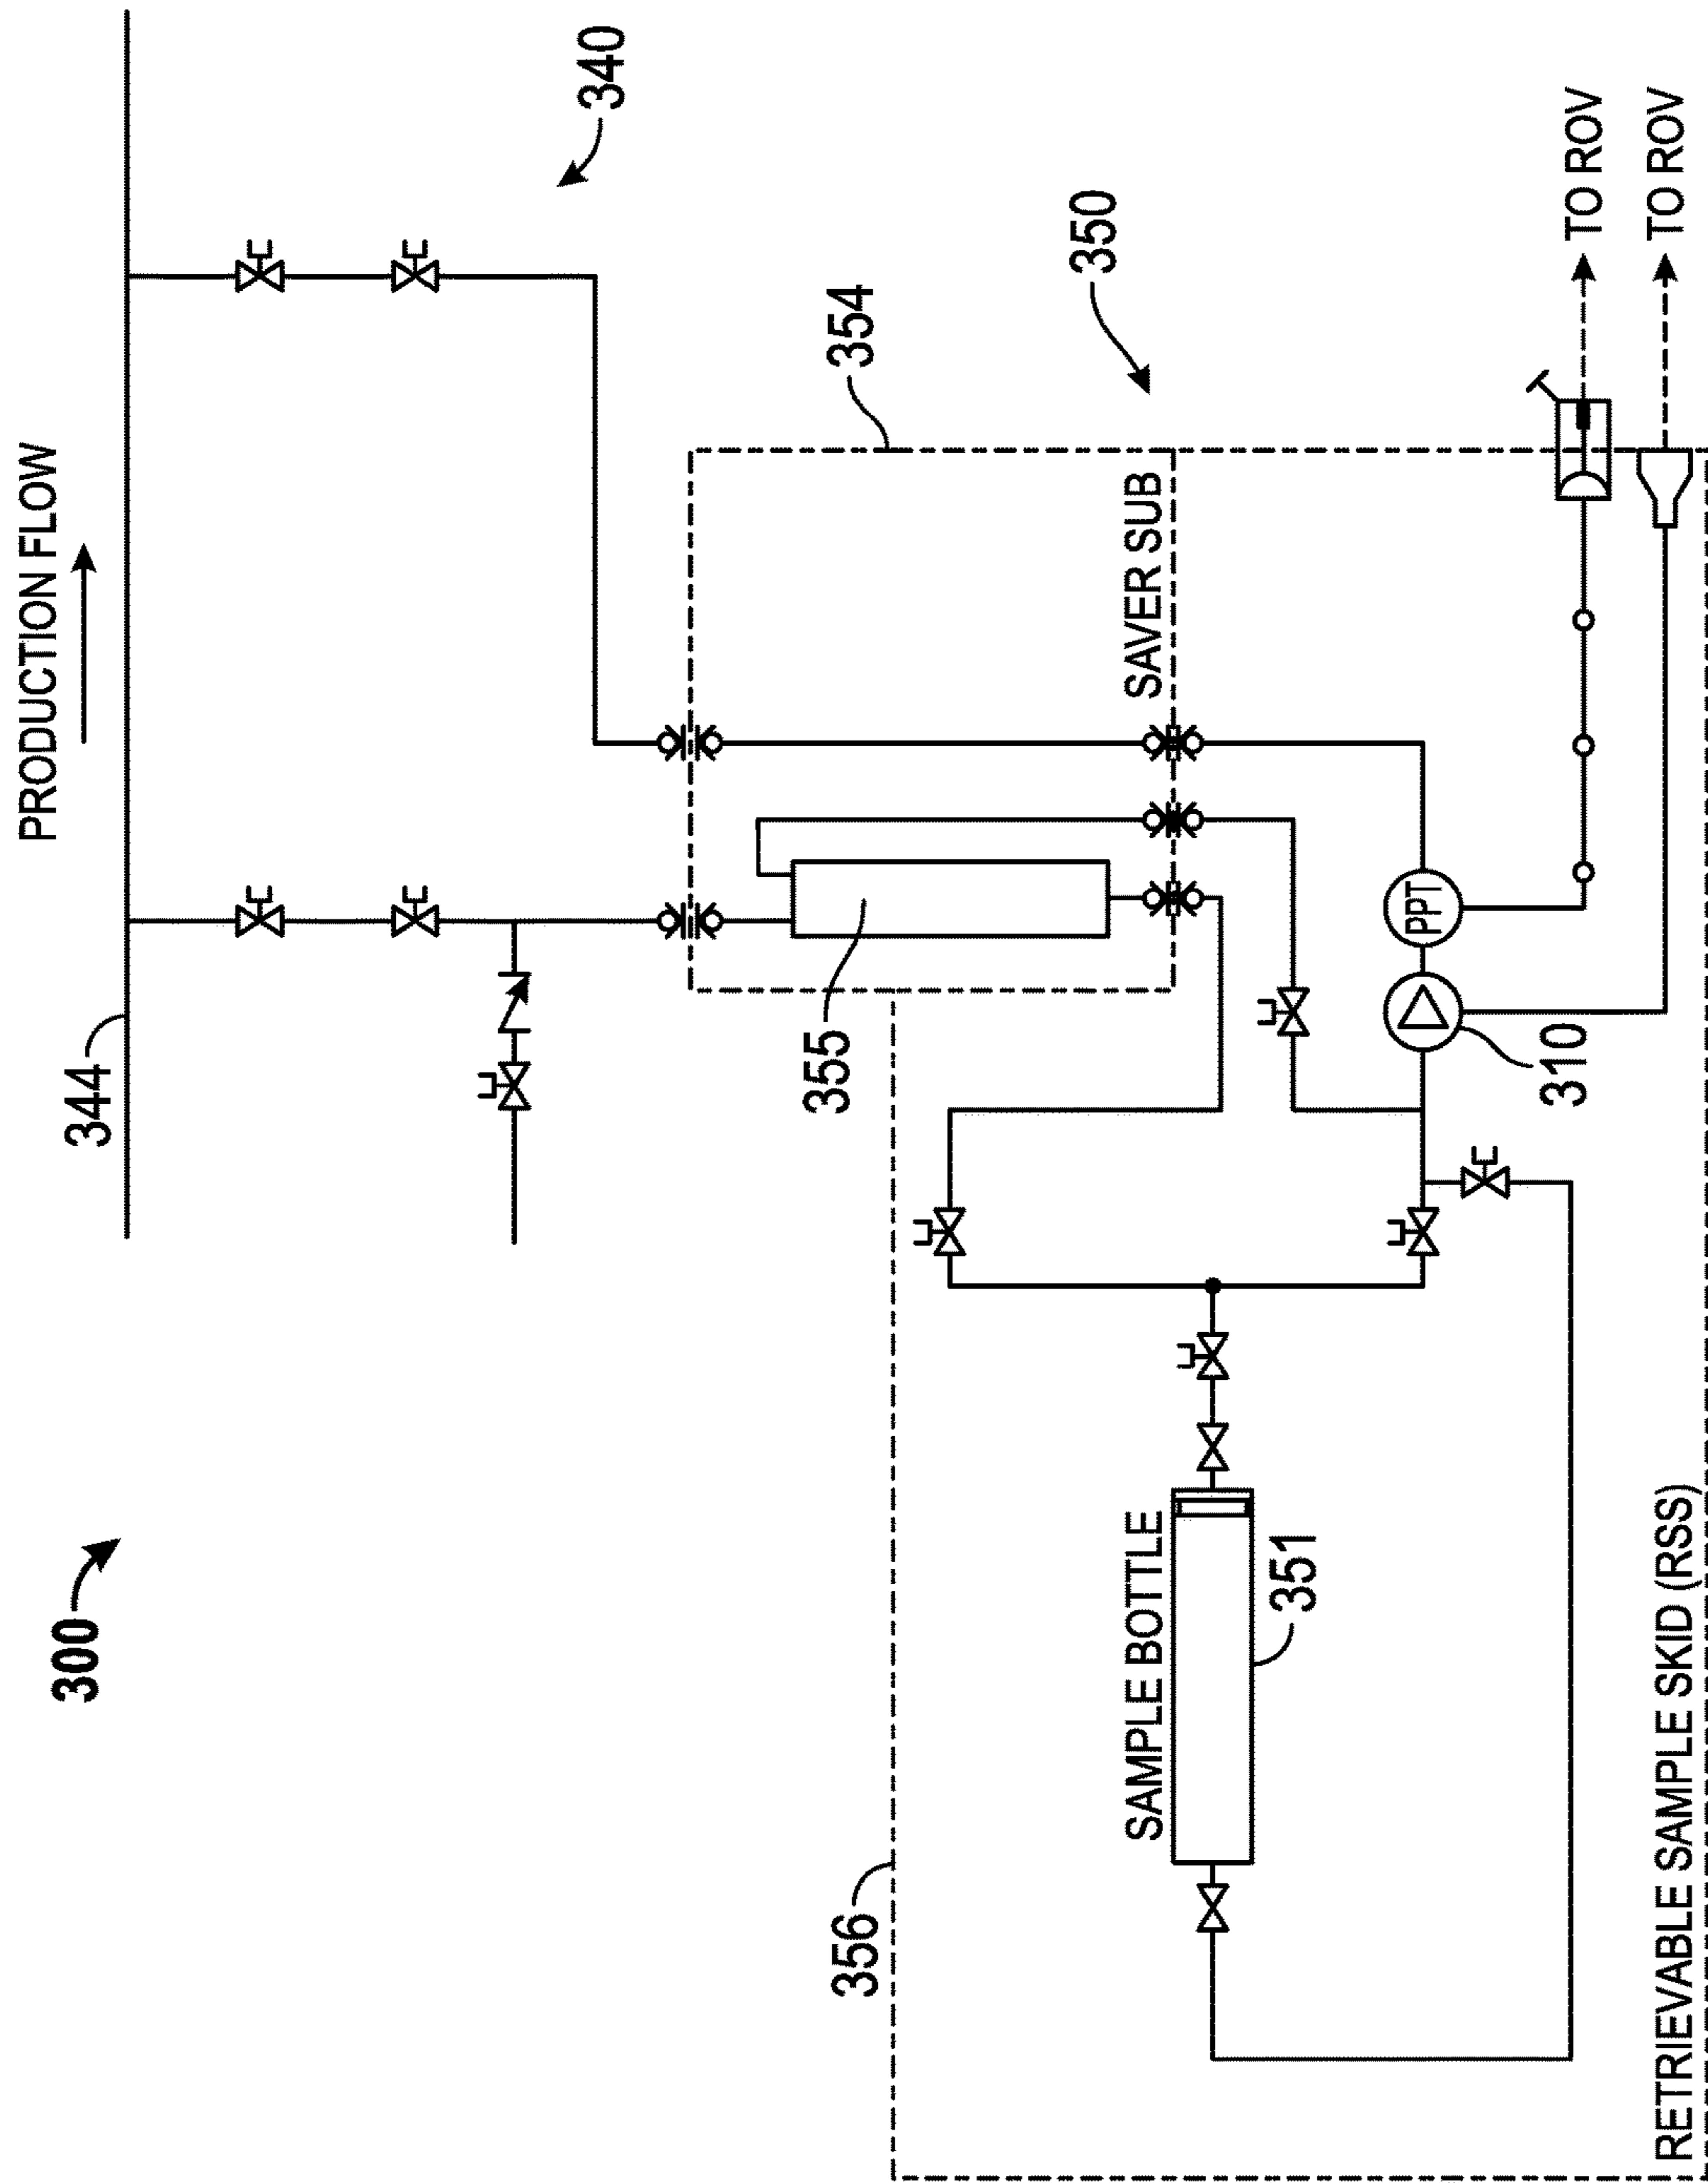 300
PRODUCTION FLOW
344
340
356
355
354
350
SAMPLE BOTTLE
351
SAVER SUB
310
PPT
TO ROV
TO ROV
RETRIEVABLE SAMPLE SKID (RSS)